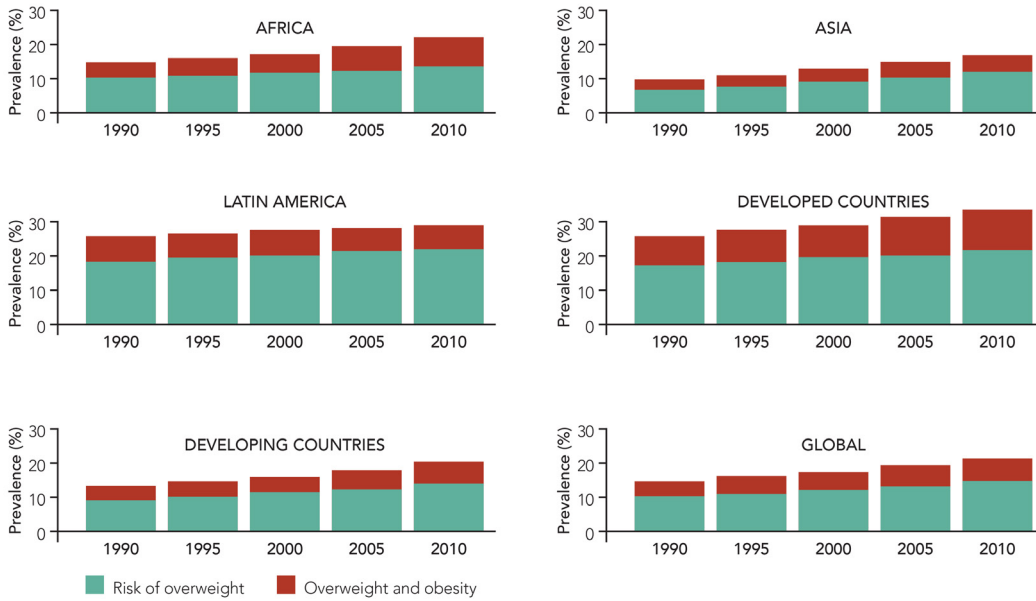 AFRICA
Prevalence (%)
30
20
10
0
1990 1995 2000 2005 2010
ASIA
Prevalence (%)
30
20
10
0
1990 1995 2000 2005 2010
LATIN AMERICA
Prevalence (%)
30
20
10
0
1990 1995 2000 2005 2010
DEVELOPED COUNTRIES
Prevalence (%)
30
20
10
0
1990 1995 2000 2005 2010
DEVELOPING COUNTRIES
Prevalence (%)
30
20
10
0
1990 1995 2000 2005 2010
GLOBAL
Prevalence (%)
30
20
10
0
1990 1995 2000 2005 2010
Risk of overweight Overweight and obesity